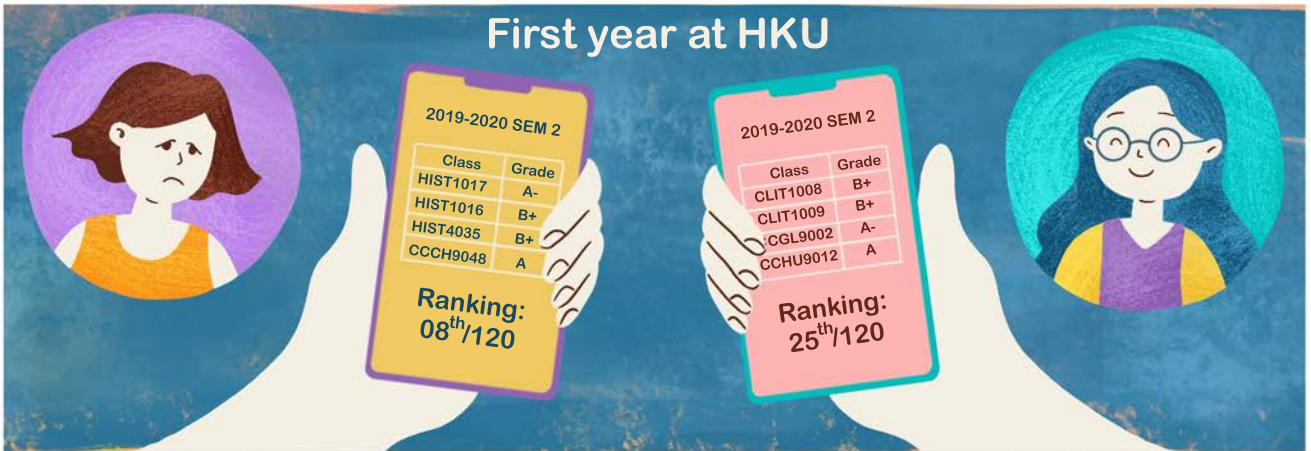 First year at HKU
2019-2020 SEM 2
Class Grade
HIST1017 A-
HIST1016 B+
HIST4035 B+
CCCH9048 A
Ranking:
08th/120
2019-2020 SEM 2
Class Grade
CLIT1008 B+
CLIT1009 B+
CCGL9002 A-
CCHU9012 A
Ranking:
25th/120